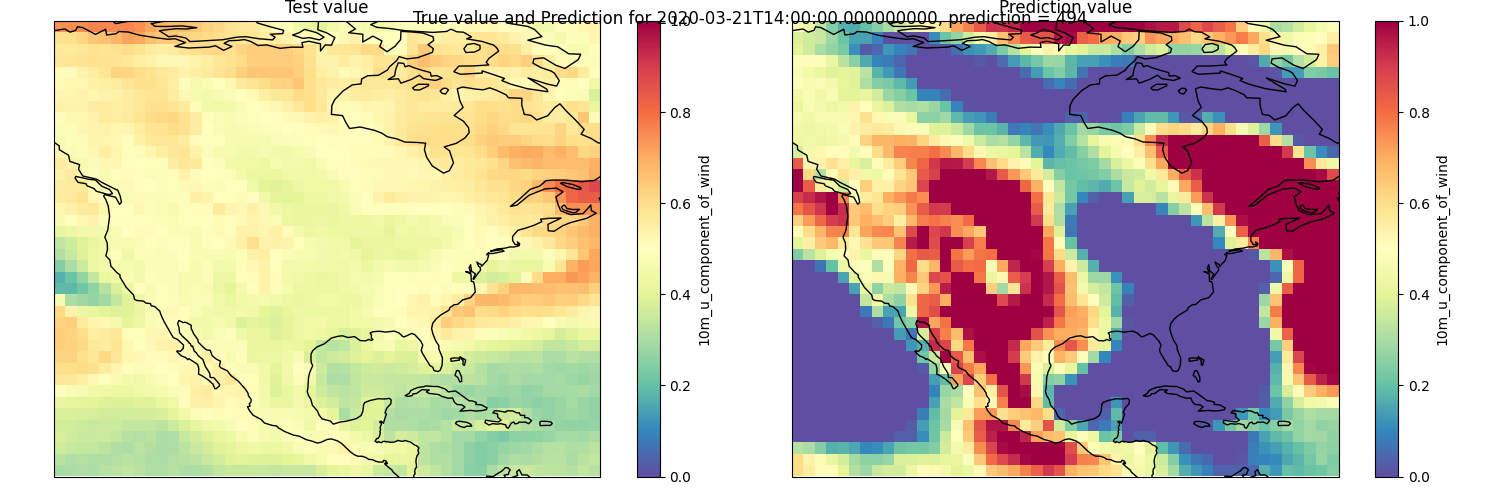 True value and Prediction for 2020-03-21T14:00:00.000000000, prediction = 494
Test value
Prediction value
1.0
0.8
0.6
0.4
0.2
0.0
10m_u_component_of_wind
1.0
0.8
0.6
0.4
0.2
0.0
10m_u_component_of_wind